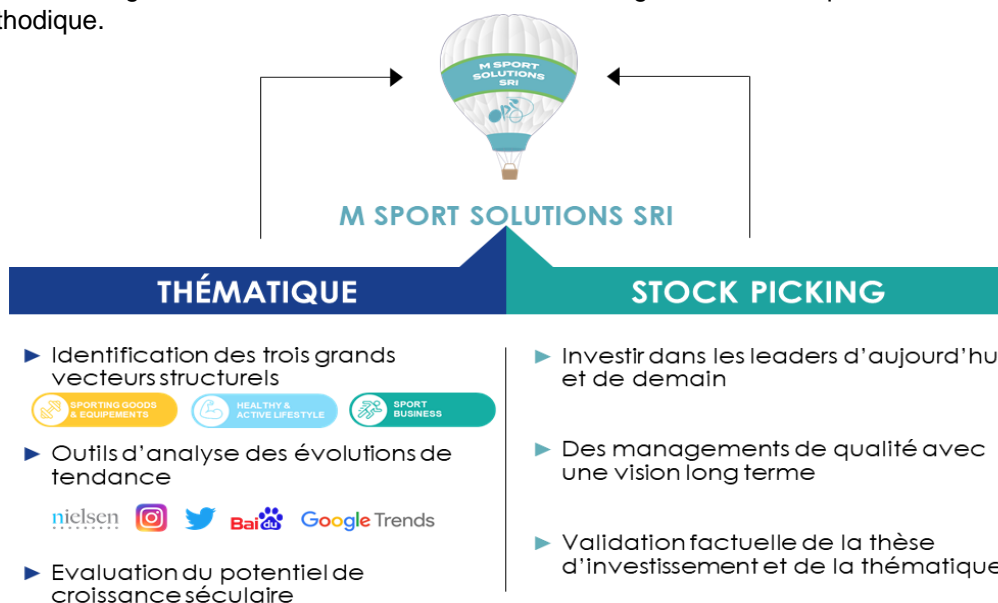 thodique.
M SPORT
SOLUTIONS
SRI
M SPORT SOLUTIONS SRI
THÉMATIQUE
STOCK PICKING
► Identification des trois grands
vecteurs structurels
SPORTING GOODS
& EQUIPEMENTS
HEALTHY &
ACTIVE LIFESTYLE
SPORT
BUSINESS
► Outils d'analyse des évolutions de
tendance
nielsen
Baidu
Google Trends
► Evaluation du potentiel de
croissance séculaire
► Investir dans les leaders d'aujourd'hu
et de demain
► Des managements de qualité avec
une vision long terme
► Validation factuelle de la thèse
d'investissement et de la thématique